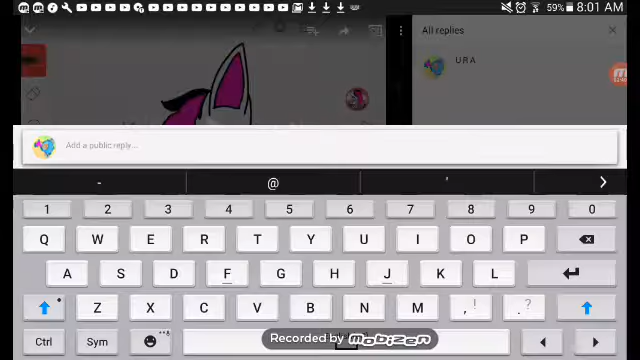 59% 8:01 AM
All replies
URA
Add a public reply...
- @ '
1 2 3 4 5 6 7 8 9 0
Q W E R T Y U I O P
A S D F G H J K L
Z X C V B N M , ! . ?
Ctrl Sym
Recorded by mobizen